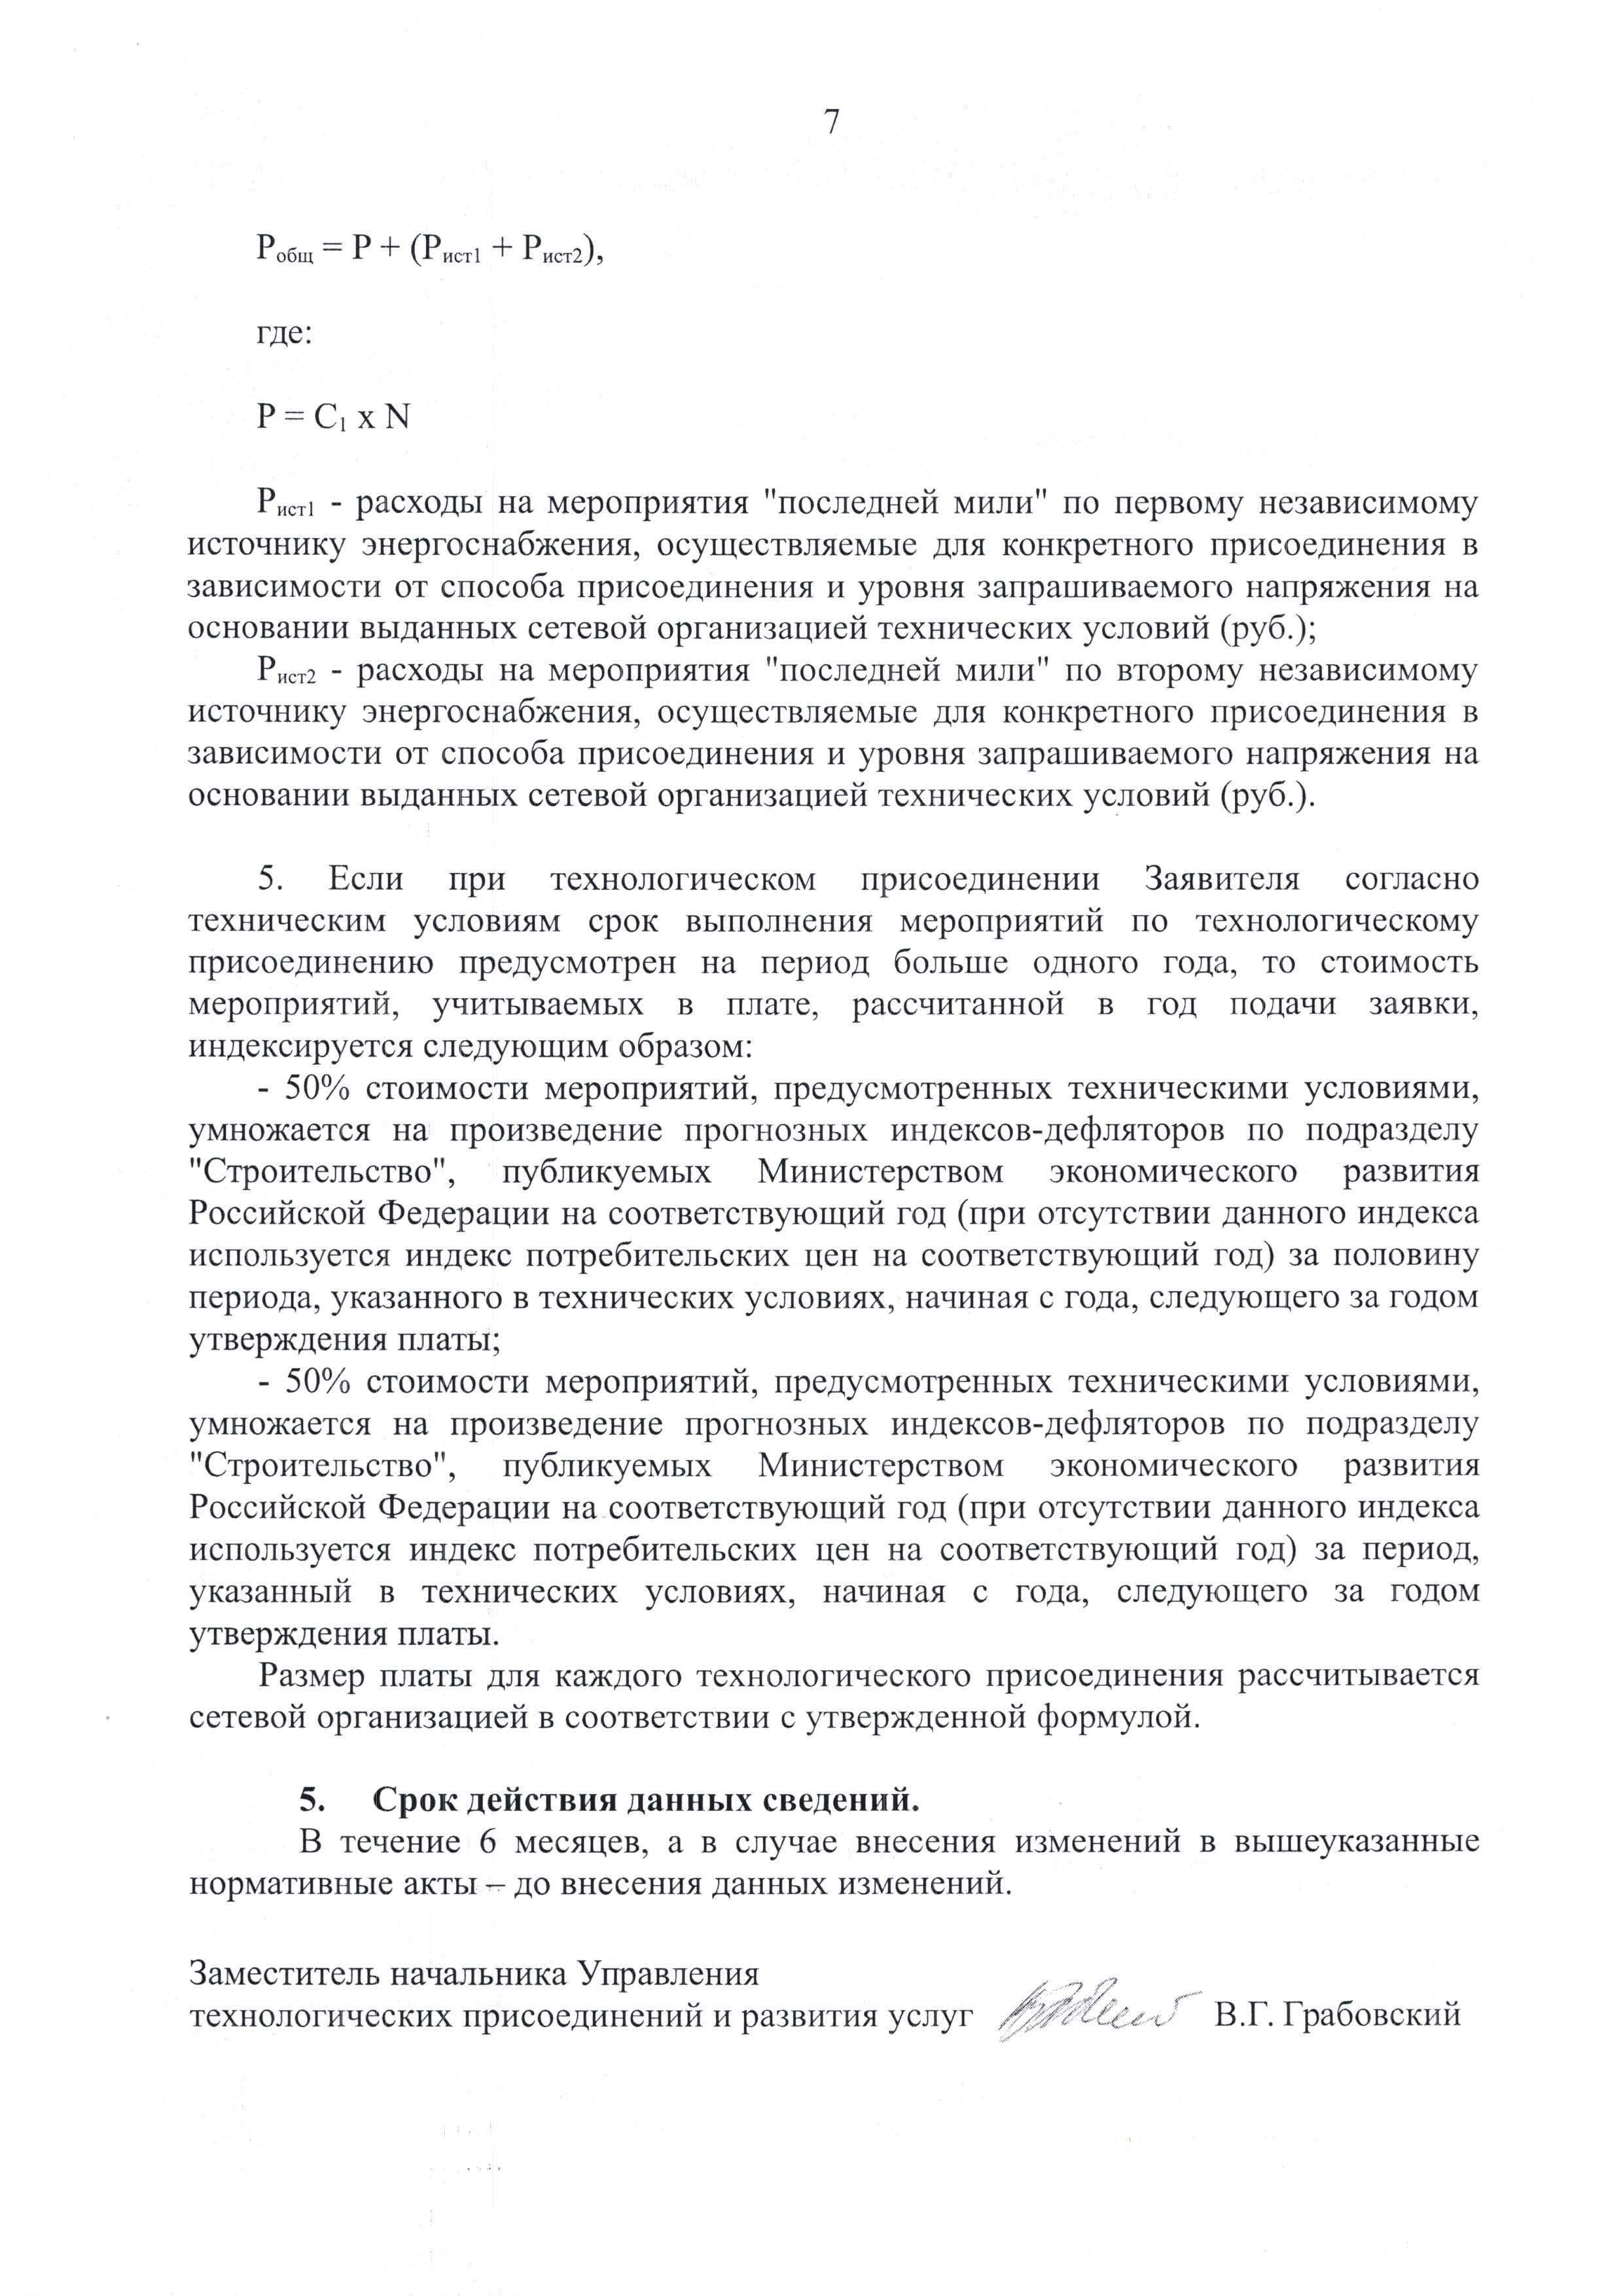 7
Робщ = Р + (Рист1 + Рист2),
где:
Р = С1 х N
Рист1 - расходы на мероприятия "последней мили" по первому независимому
источнику энергоснабжения, осуществляемые для конкретного присоединения в
зависимости от способа присоединения и уровня запрашиваемого напряжения на
основании выданных сетевой организацией технических условий (руб.);
Рист2 - расходы на мероприятия "последней мили" по второму независимому
источнику энергоснабжения, осуществляемые для конкретного присоединения в
зависимости от способа присоединения и уровня запрашиваемого напряжения на
основании выданных сетевой организацией технических условий (руб.).
5. Если при технологическом присоединении Заявителя согласно
техническим условиям срок выполнения мероприятий по технологическому
присоединению предусмотрен на период больше одного года, то стоимость
мероприятий, учитываемых в плате, рассчитанной в год подачи заявки,
индексируется следующим образом:
- 50% стоимости мероприятий, предусмотренных техническими условиями,
умножается на произведение прогнозных индексов-дефляторов по подразделу
"Строительство", публикуемых Министерством экономического развития
Российской Федерации на соответствующий год (при отсутствии данного индекса
используется индекс потребительских цен на соответствующий год) за половину
периода, указанного в технических условиях, начиная с года, следующего за годом
утверждения платы;
- 50% стоимости мероприятий, предусмотренных техническими условиями,
умножается на произведение прогнозных индексов-дефляторов по подразделу
"Строительство", публикуемых Министерством экономического развития
Российской Федерации на соответствующий год (при отсутствии данного индекса
используется индекс потребительских цен на соответствующий год) за период,
указанный в технических условиях, начиная с года, следующего за годом
утверждения платы.
Размер платы для каждого технологического присоединения рассчитывается
сетевой организацией в соответствии с утвержденной формулой.
5. Срок действия данных сведений.
В течение 6 месяцев, а в случае внесения изменений в вышеуказанные
нормативные акты – до внесения данных изменений.
Заместитель начальника Управления
технологических присоединений и развития услуг В.Г. Грабовский